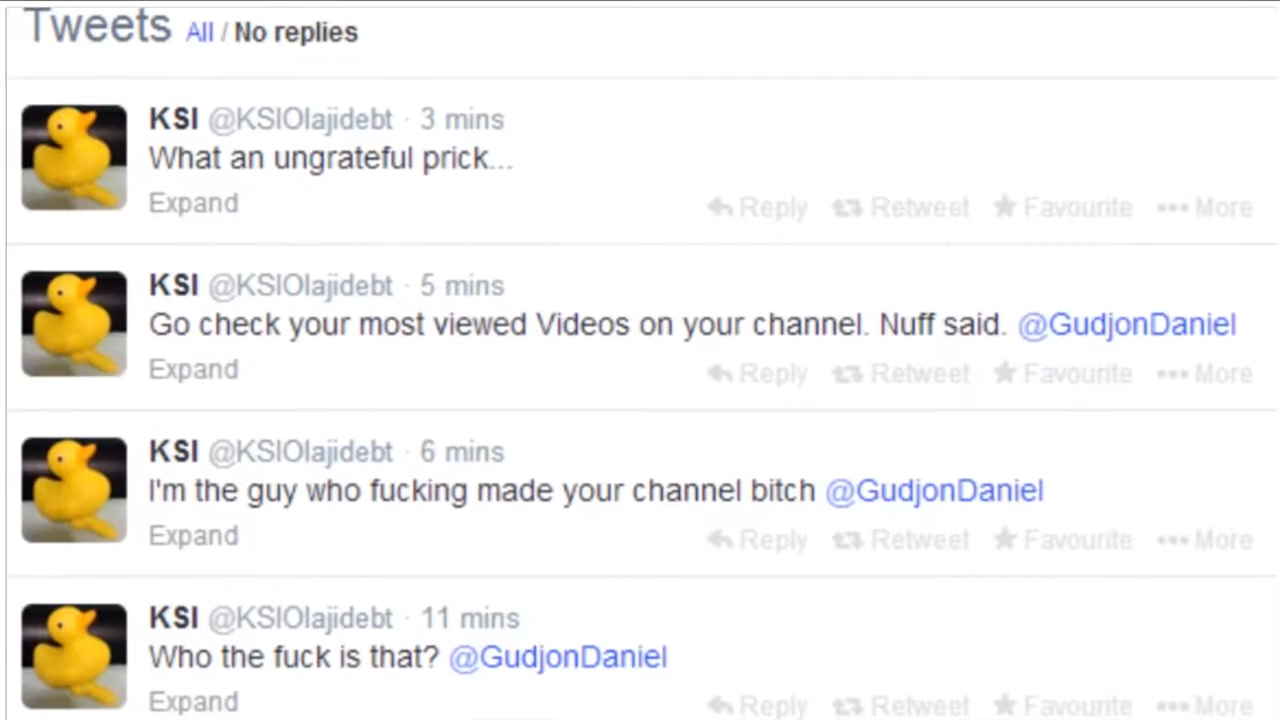 Tweets All / No replies
KSI @KSIOlajidebt · 3 mins
What an ungrateful prick...
Expand
Reply Retweet Favourite More
KSI @KSIOlajidebt · 5 mins
Go check your most viewed Videos on your channel. Nuff said. @GudjonDaniel
Expand
Reply Retweet Favourite More
KSI @KSIOlajidebt · 6 mins
I'm the guy who fucking made your channel bitch @GudjonDaniel
Expand
Reply Retweet Favourite More
KSI @KSIOlajidebt · 11 mins
Who the fuck is that? @GudjonDaniel
Expand
Reply Retweet Favourite More